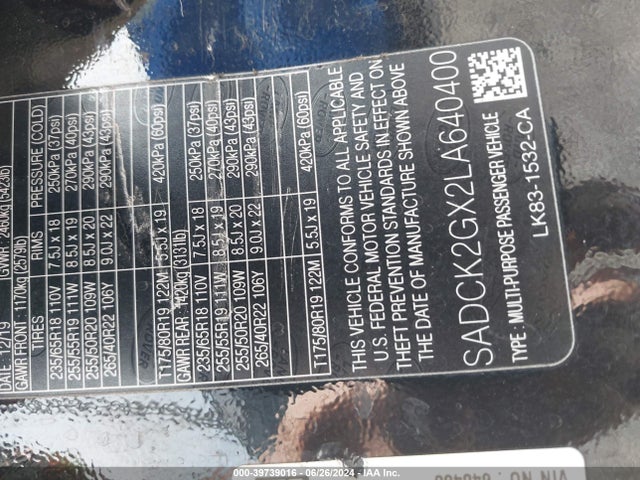 DATE: 12/19
GVWR: 2460kg (5423lb)
GAWR FRONT: 1170kg (2579lb)
TIRES RIMS PRESSURE (COLD)
235/65R18 110V 7.5J x 18 250kPa (37psi)
255/55R19 111W 8.5J x 19 270kPa (40psi)
255/50R20 109W 8.5J x 20 290kPa (43psi)
265/40R22 106Y 9.0J x 22 290kPa (43psi)
T175/80R19 122M 5.5J x 19 420kPa (60psi)
GAWR REAR: 1420kg (3131lb)
235/65R18 110V 7.5J x 18 250kPa (37psi)
255/55R19 111W 8.5J x 19 270kPa (40psi)
255/50R20 109W 8.5J x 20 290kPa (43psi)
265/40R22 106Y 9.0J x 22 290kPa (43psi)
T175/80R19 122M 5.5J x 19 420kPa (60psi)
THIS VEHICLE CONFORMS TO ALL APPLICABLE
U.S. FEDERAL MOTOR VEHICLE SAFETY AND
THEFT PREVENTION STANDARDS IN EFFECT ON
THE DATE OF MANUFACTURE SHOWN ABOVE
SADCK2GX2LA640400
TYPE: MULTI-PURPOSE PASSENGER VEHICLE
LK83-1532-CA
VIN NO: 640400
000-39739016 - 06/26/2024 - IAA Inc.